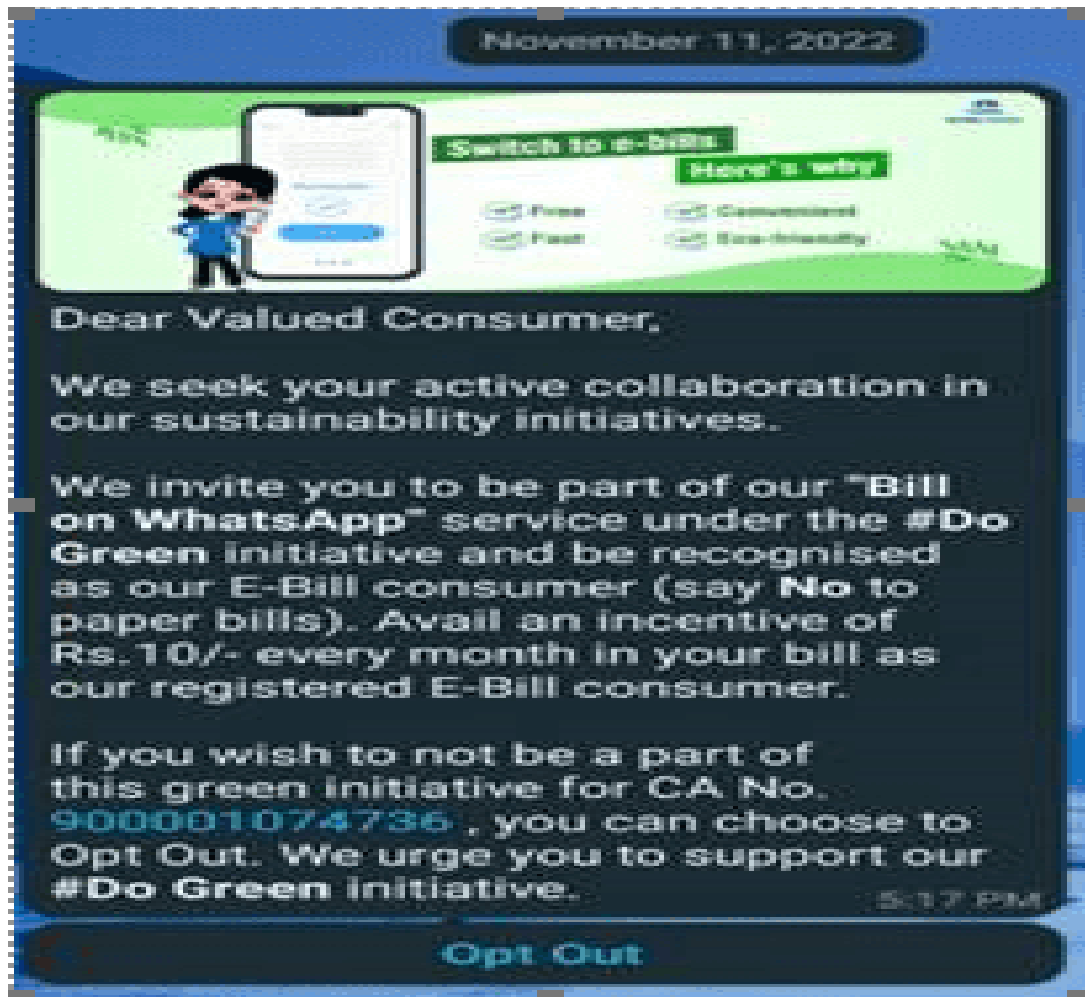 November 11, 2022
Switch to e-bills
Here's why
Free
Convenient
Fast
Eco-friendly
Dear Valued Consumer,
We seek your active collaboration in
our sustainability initiatives.
We invite you to be part of our "Bill
on WhatsApp" service under the #Do
Green initiative and be recognised
as our E-Bill consumer (say No to
paper bills). Avail an incentive of
Rs.10/- every month in your bill as
our registered E-Bill consumer.
If you wish to not be a part of
this green initiative for CA No.
900001074736 , you can choose to
Opt Out. We urge you to support our
#Do Green initiative.
5:17 PM
Opt Out